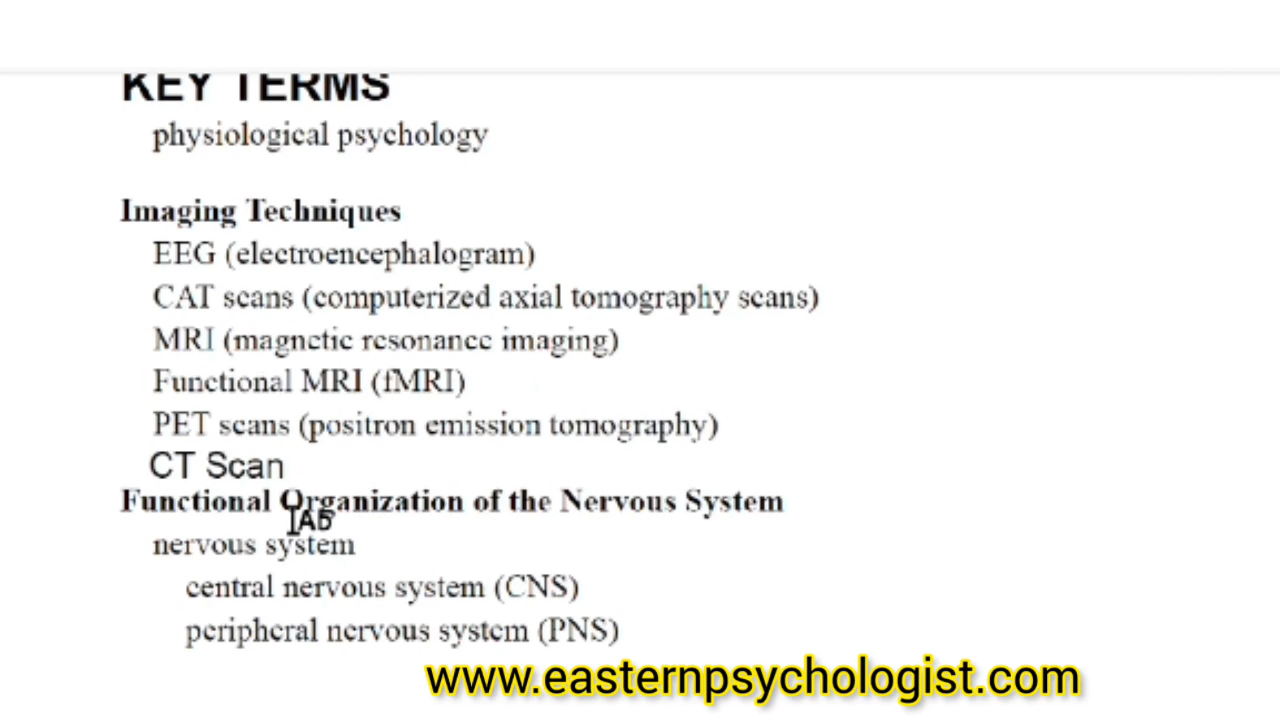 KEY TERMS
physiological psychology
Imaging Techniques
EEG (electroencephalogram)
CAT scans (computerized axial tomography scans)
MRI (magnetic resonance imaging)
Functional MRI (fMRI)
PET scans (positron emission tomography)
CT Scan
Functional Organization of the Nervous System
nervous system
central nervous system (CNS)
peripheral nervous system (PNS)
www.easternpsychologist.com